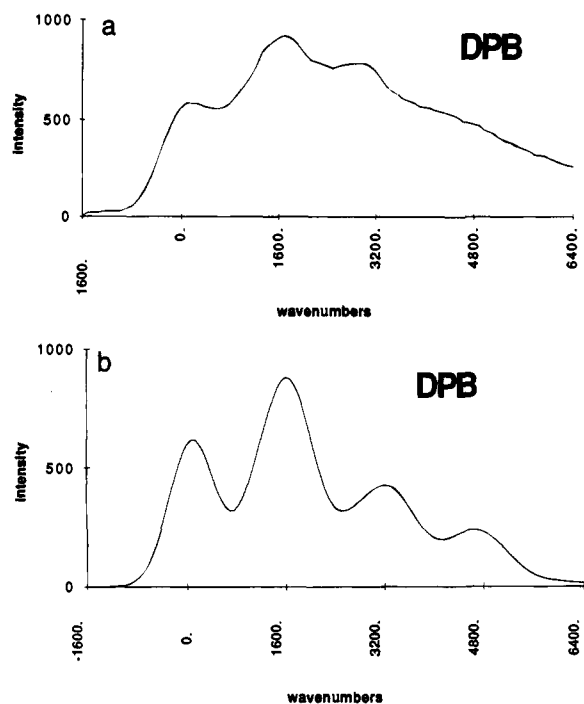 a
DPB
1000
500
0
intensity
1600.
0.
1600.
3200.
4800.
6400.
wavenumbers
b
DPB
1000
500
0
intensity
-1600.
0.
1600.
3200.
4800.
6400.
wavenumbers